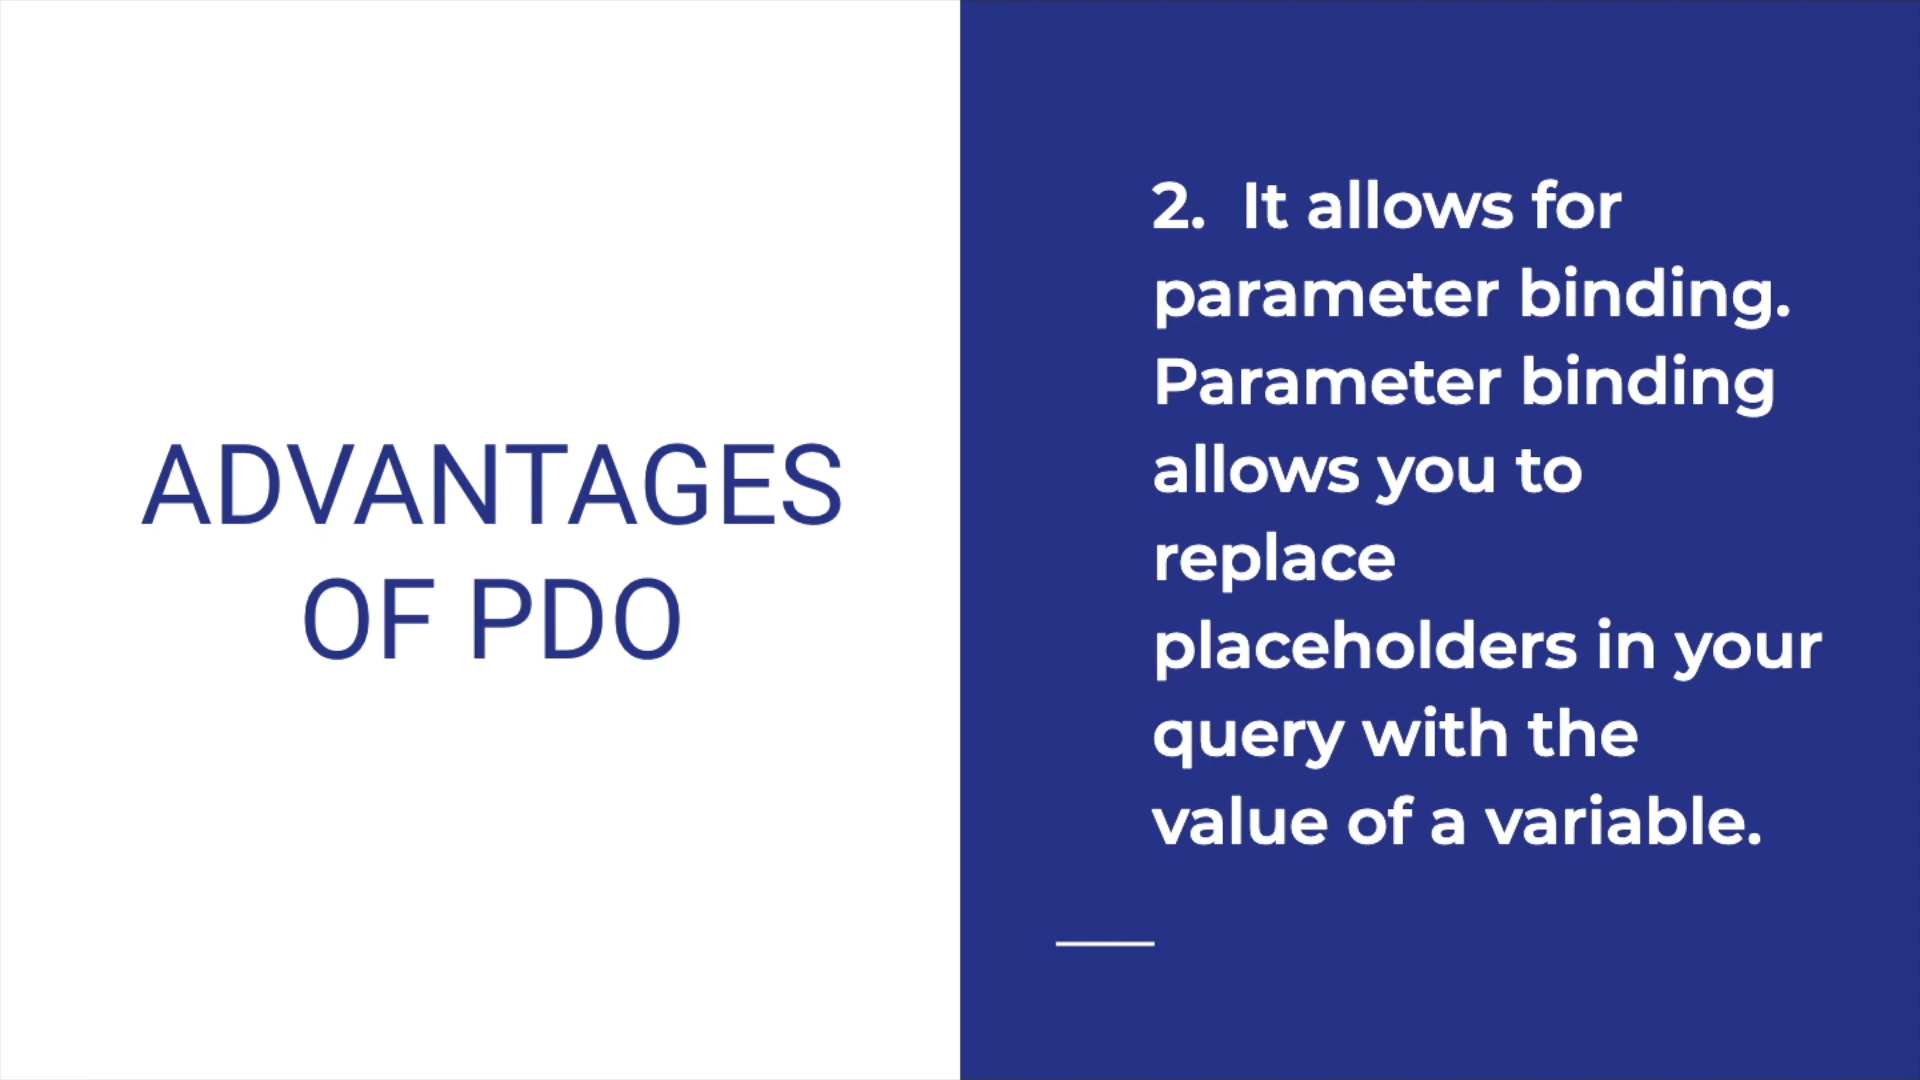 ADVANTAGES
OF PDO
2. It allows for
parameter binding.
Parameter binding
allows you to
replace
placeholders in your
query with the
value of a variable.